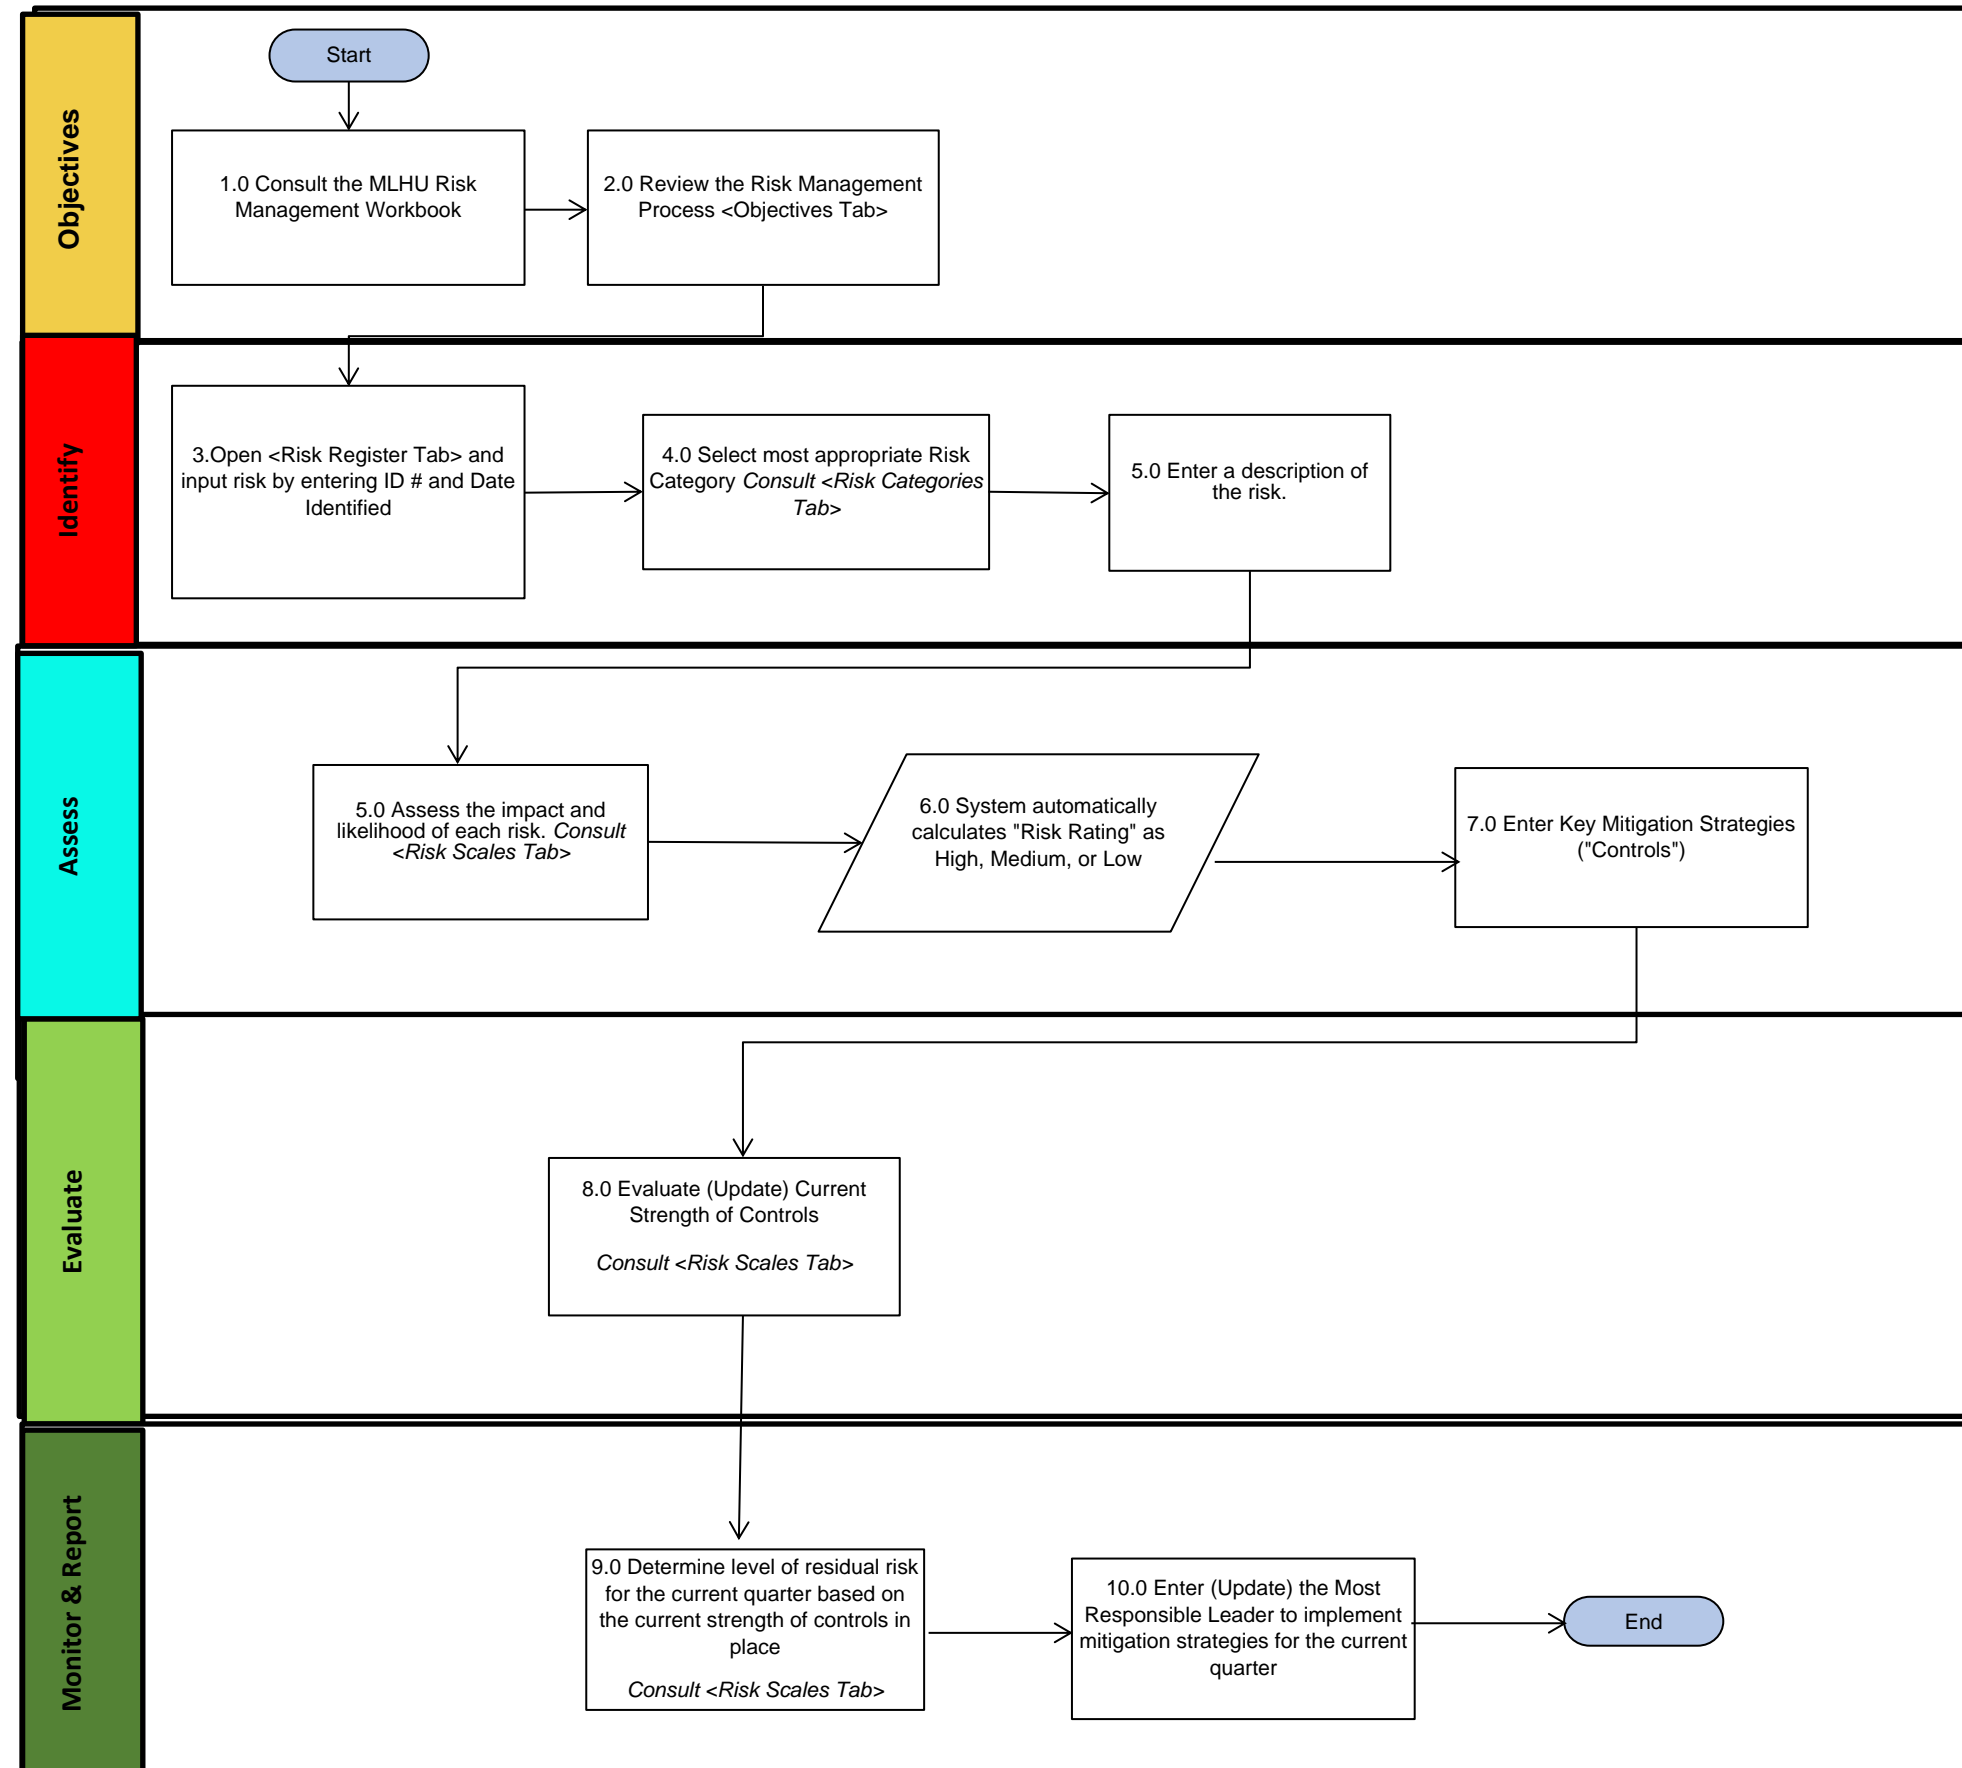 Objectives
Start
1.0 Consult the MLHU Risk
Management Workbook
2.0 Review the Risk Management
Process <Objectives Tab>
Identify
3.Open <Risk Register Tab> and
input risk by entering ID # and Date
Identified
4.0 Select most appropriate Risk
Category Consult <Risk Categories
Tab>
5.0 Enter a description of
the risk.
Assess
5.0 Assess the impact and
likelihood of each risk. Consult
<Risk Scales Tab>
6.0 System automatically
calculates "Risk Rating" as
High, Medium, or Low
7.0 Enter Key Mitigation Strategies
("Controls")
Evaluate
8.0 Evaluate (Update) Current
Strength of Controls
Consult <Risk Scales Tab>
Monitor & Report
9.0 Determine level of residual risk
for the current quarter based on
the current strength of controls in
place
Consult <Risk Scales Tab>
10.0 Enter (Update) the Most
Responsible Leader to implement
mitigation strategies for the current
quarter
End